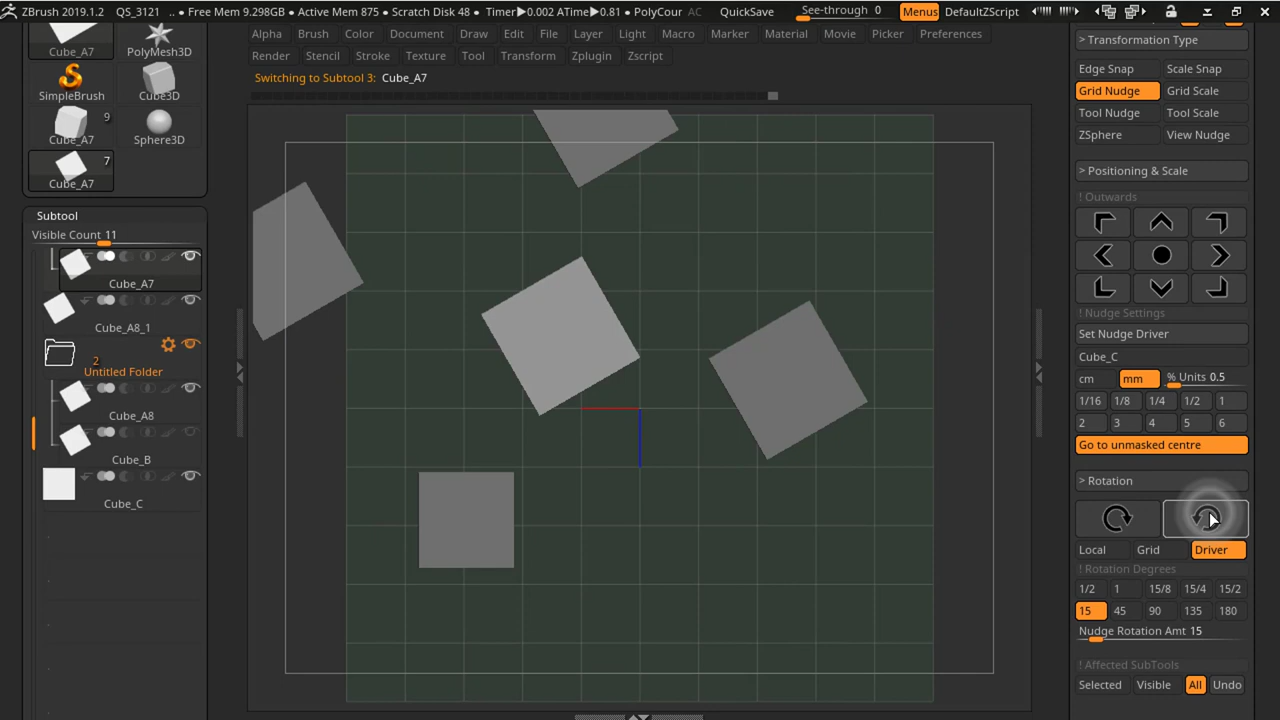 ZBrush 2019.1.2 QS_3121 .. • Free Mem 9.298GB • Active Mem 875 • Scratch Disk 48 • Timer▶0.002 ATime▶0.81 • PolyCour AC QuickSave See-through 0 Menus DefaultZScript
Alpha Brush Color Document Draw Edit File Layer Light Macro Marker Material Movie Picker Preferences
Render Stencil Stroke Texture Tool Transform Zplugin Zscript
Switching to Subtool 3: Cube_A7
Cube_A7 PolyMesh3D
SimpleBrush Cube3D
9
Cube_A7 Sphere3D
7
Cube_A7
Subtool
Visible Count 11
Cube_A7
Cube_A8_1
2
Untitled Folder
Cube_A8
Cube_B
Cube_C
> Transformation Type
Edge Snap Scale Snap
Grid Nudge Grid Scale
Tool Nudge Tool Scale
ZSphere View Nudge
> Positioning & Scale
! Outwards
! Nudge Settings
Set Nudge Driver
Cube_C
cm mm % Units 0.5
1/16 1/8 1/4 1/2 1
2 3 4 5 6
Go to unmasked centre
> Rotation
Local Grid Driver
! Rotation Degrees
1/2 1 15/8 15/4 15/2
15 45 90 135 180
Nudge Rotation Amt 15
! Affected SubTools
Selected Visible All Undo